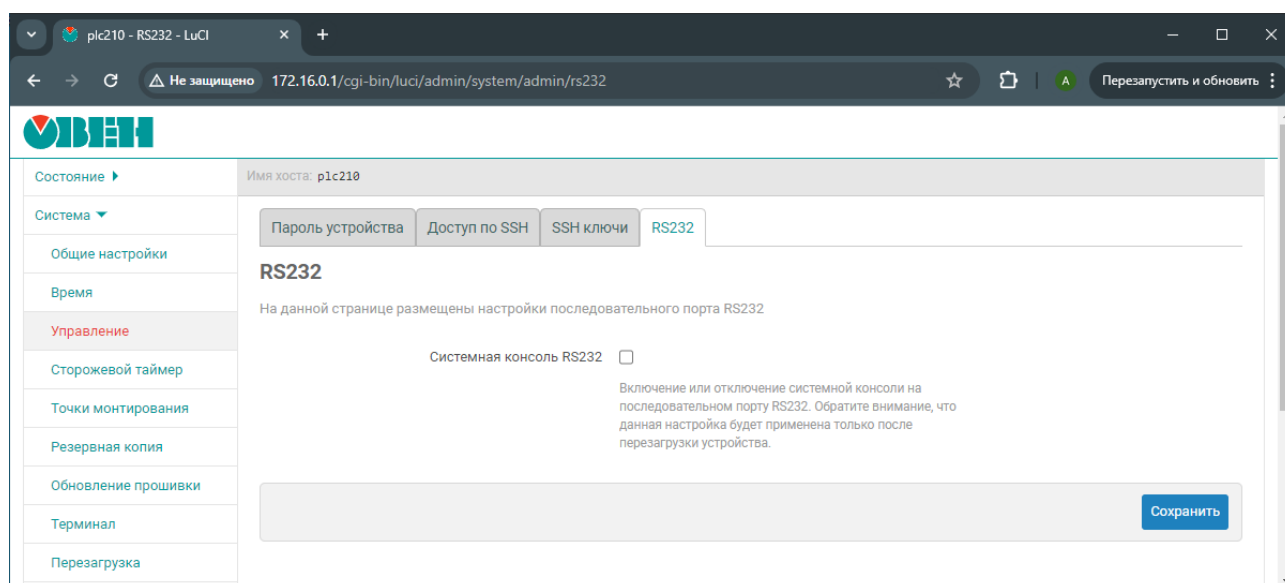 plc210 - RS232 - LuCI
Не защищено 172.16.0.1/cgi-bin/luci/admin/system/admin/rs232 A Перезапустить и обновить
ОВЕН
Состояние
Имя хоста: plc210
Система
Пароль устройства Доступ по SSH SSH ключи RS232
Общие настройки
RS232
Время
На данной странице размещены настройки последовательного порта RS232
Управление
Системная консоль RS232
Сторожевой таймер
Включение или отключение системной консоли на
последовательном порту RS232. Обратите внимание, что
данная настройка будет применена только после
перезагрузки устройства.
Точки монтирования
Резервная копия
Обновление прошивки
Сохранить
Терминал
Перезагрузка